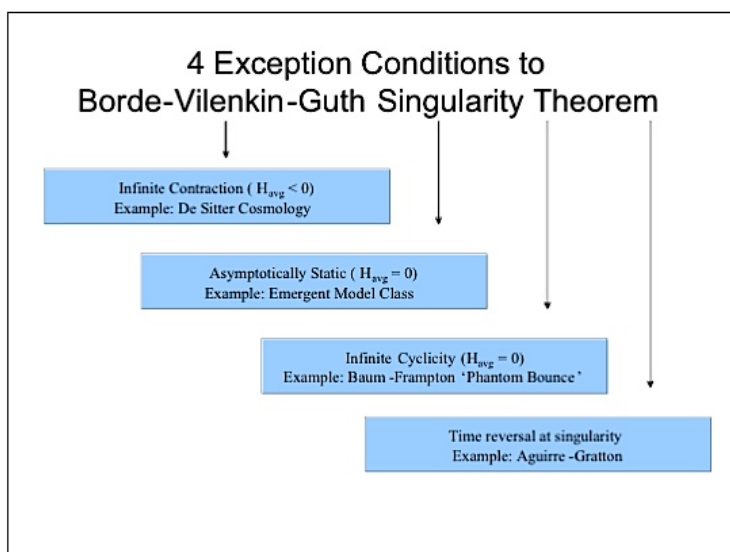 4 Exception Conditions to
Borde-Vilenkin-Guth Singularity Theorem
Infinite Contraction ( Havg < 0)
Example: De Sitter Cosmology
Asymptotically Static ( Havg = 0)
Example: Emergent Model Class
Infinite Cyclicity (Havg = 0)
Example: Baum -Frampton ‘Phantom Bounce’
Time reversal at singularity
Example: Aguirre -Gratton